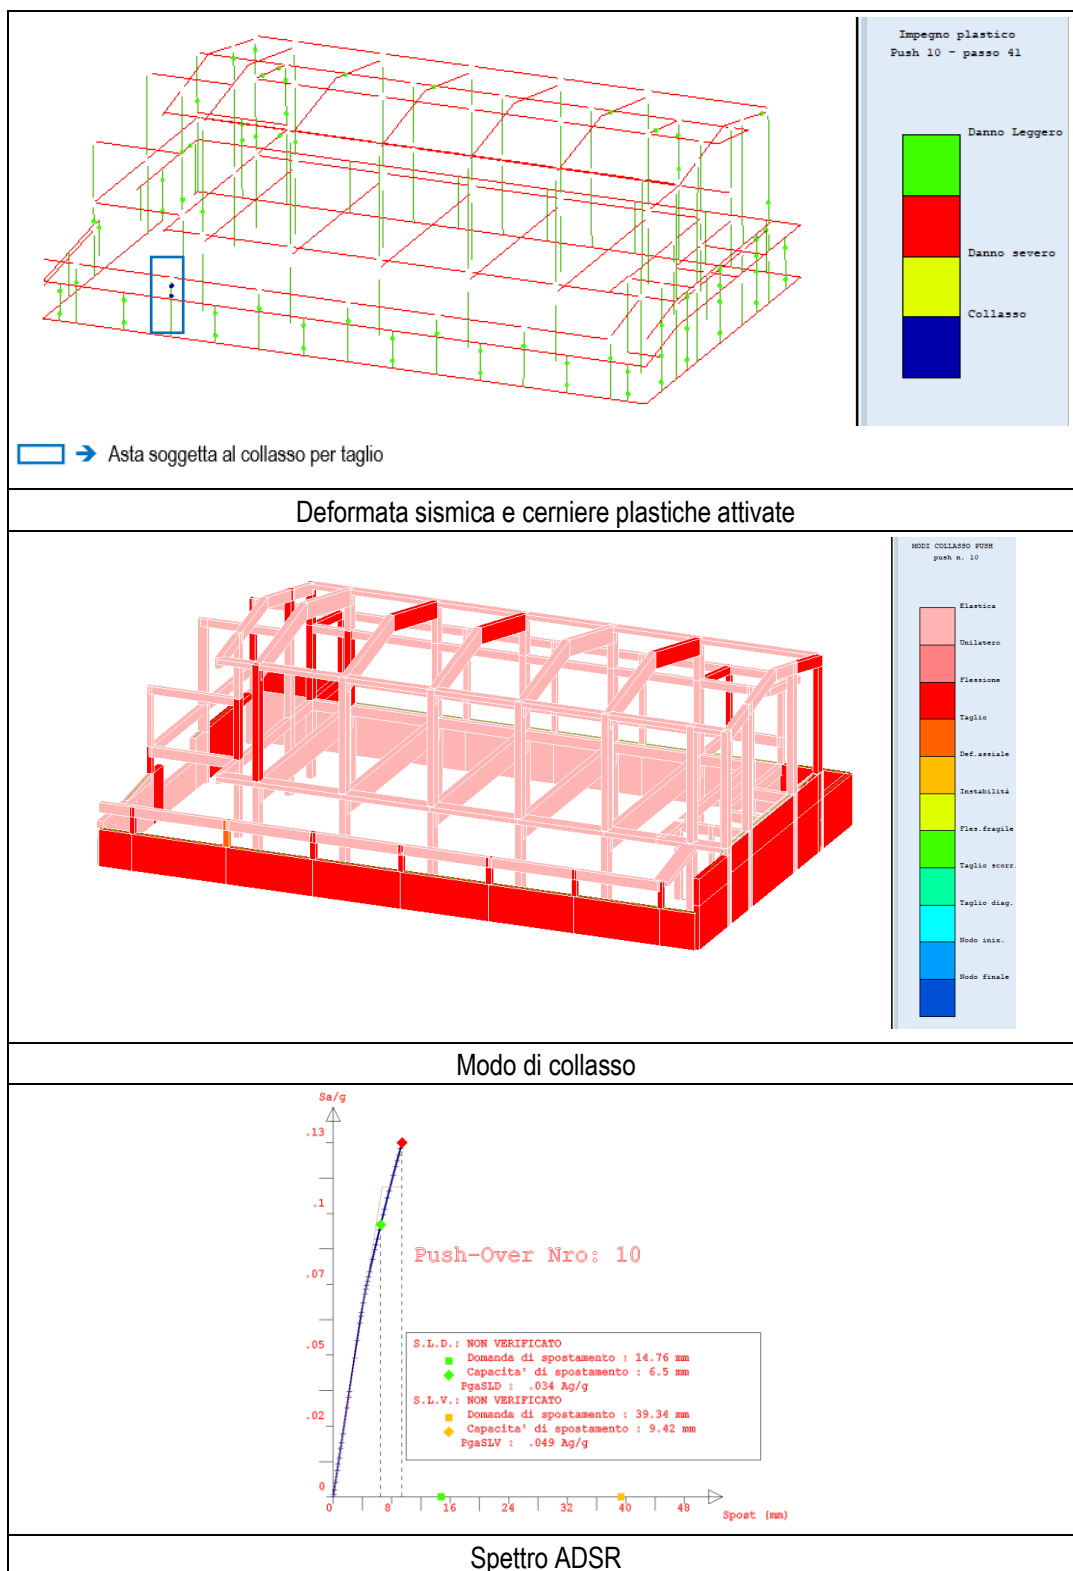 Impegno plastico
Push 10 - passo 41
Danno Leggero
Danno severo
Collasso
Asta soggetta al collasso per taglio
Deformata sismica e cerniere plastiche attivate
MODI COLLASSO PUSH
push n. 10
Elastica
Unilatero
Flessione
Taglio
Def.assiale
Instabilità
Fles.fragile
Taglio scorr.
Taglio diag.
Nodo iniz.
Nodo finale
Modo di collasso
Sa/g
.13
.1
.07
.05
.02
0
Push-Over Nro: 10
S.L.D.: NON VERIFICATO
Domanda di spostamento : 14.76 mm
Capacita' di spostamento : 6.5 mm
PgaSLD : .034 Ag/g
S.L.V.: NON VERIFICATO
Domanda di spostamento : 39.34 mm
Capacita' di spostamento : 9.42 mm
PgaSLV : .049 Ag/g
0 8 16 24 32 40 48
Spost (mm)
Spettro ADSR